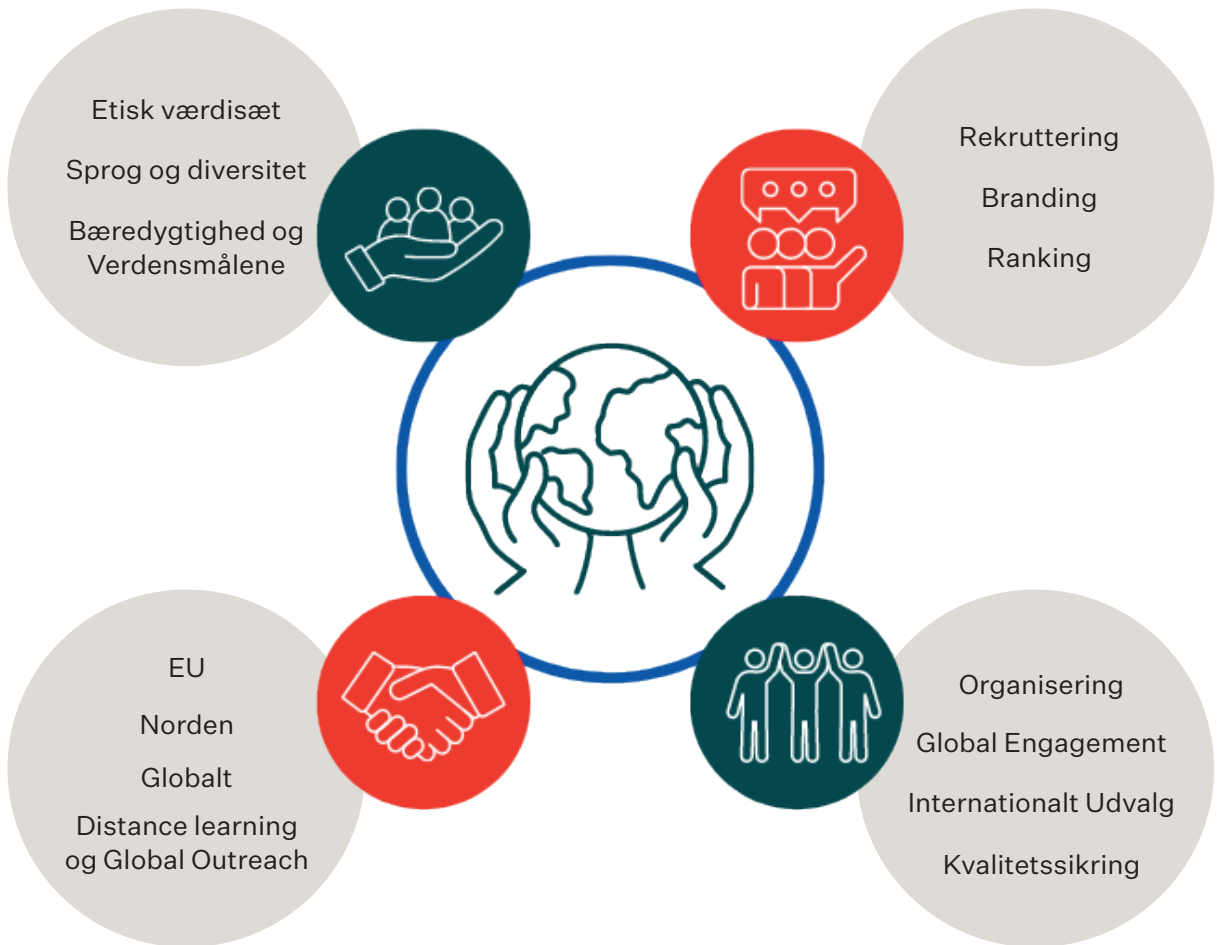 Etisk værdisæt
Sprog og diversitet
Bæredygtighed og
Verdensmålene
Rekruttering
Branding
Ranking
EU
Norden
Globalt
Distance learning
og Global Outreach
Organisering
Global Engagement
Internationalt Udvalg
Kvalitetssikring